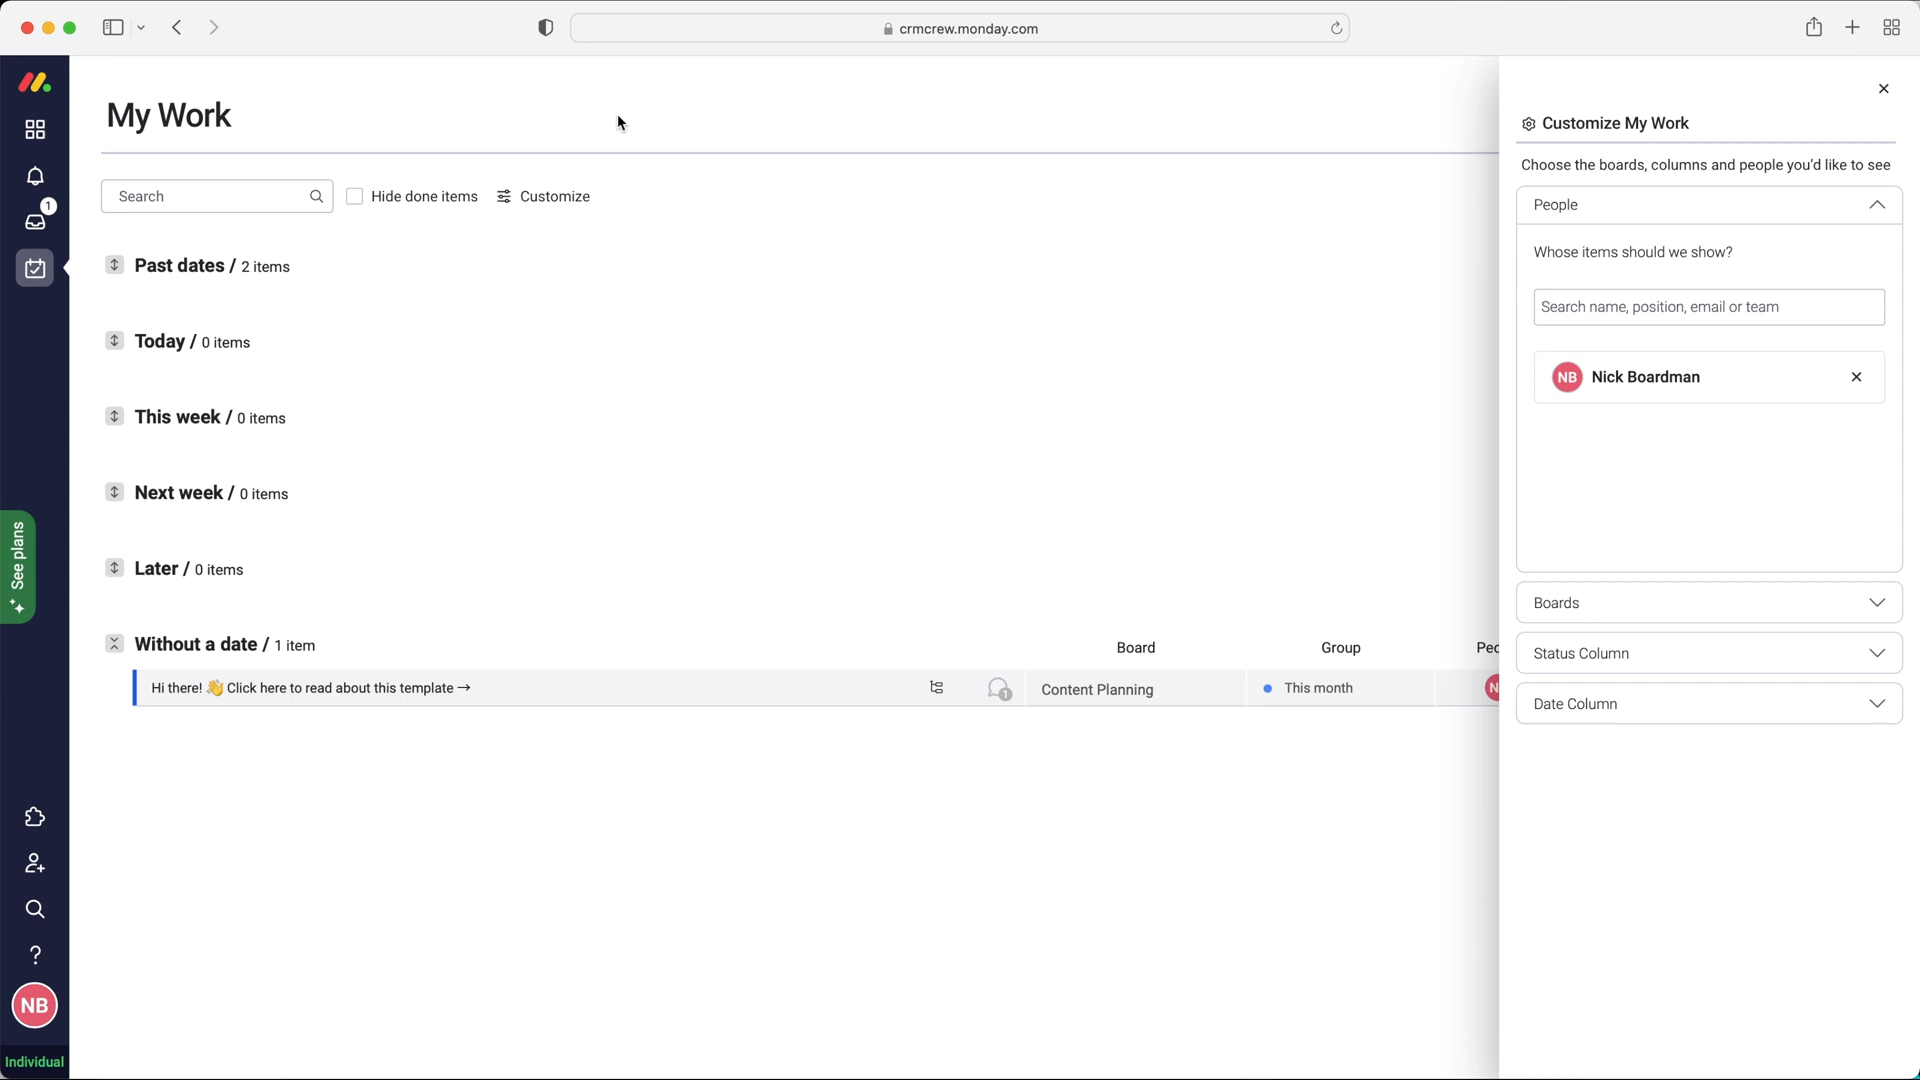 crmcrew.monday.com
My Work
Search
Hide done items
Customize
Past dates / 2 items
Today / 0 items
This week / 0 items
Next week / 0 items
Later / 0 items
Without a date / 1 item
Board
Group
Peo
Hi there! 👋 Click here to read about this template →
1
Content Planning
This month
N
1
See plans
NB
Individual
Customize My Work
Choose the boards, columns and people you'd like to see
People
Whose items should we show?
Search name, position, email or team
NB
Nick Boardman
Boards
Status Column
Date Column